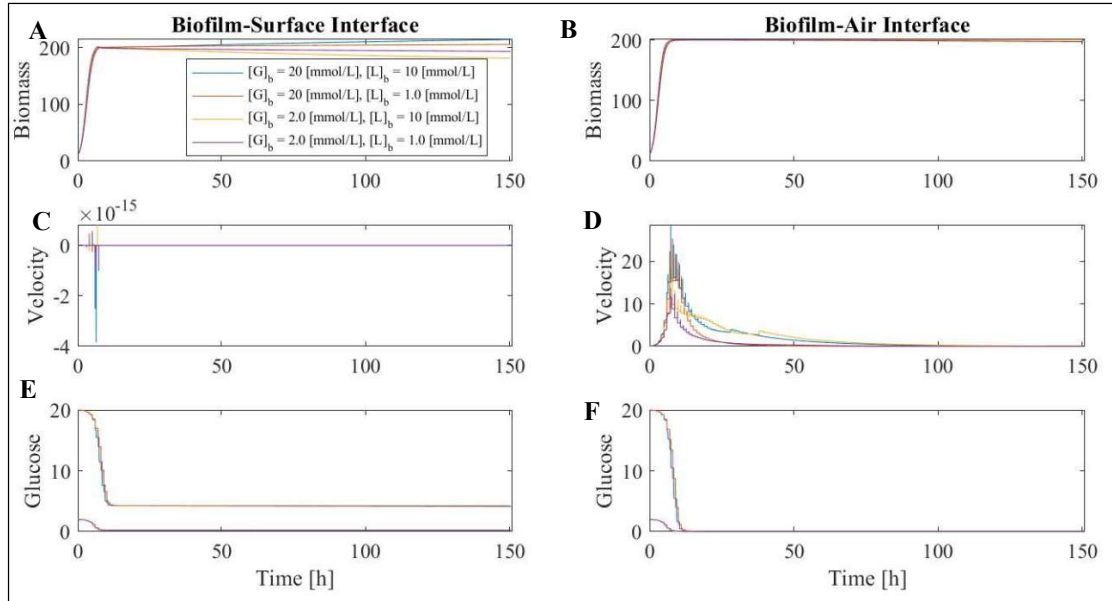 A
Biofilm-Surface Interface
Biomass
200
100
0
[G]b = 20 [mmol/L], [L]b = 10 [mmol/L]
[G]b = 20 [mmol/L], [L]b = 1.0 [mmol/L]
[G]b = 2.0 [mmol/L], [L]b = 10 [mmol/L]
[G]b = 2.0 [mmol/L], [L]b = 1.0 [mmol/L]
0 50 100 150
B
Biofilm-Air Interface
Biomass
200
100
0
0 50 100 150
C
×10-15
Velocity
0
-2
-4
0 50 100 150
D
Velocity
20
10
0
0 50 100 150
E
Glucose
20
10
0
0 50 100 150
Time [h]
F
Glucose
20
10
0
0 50 100 150
Time [h]